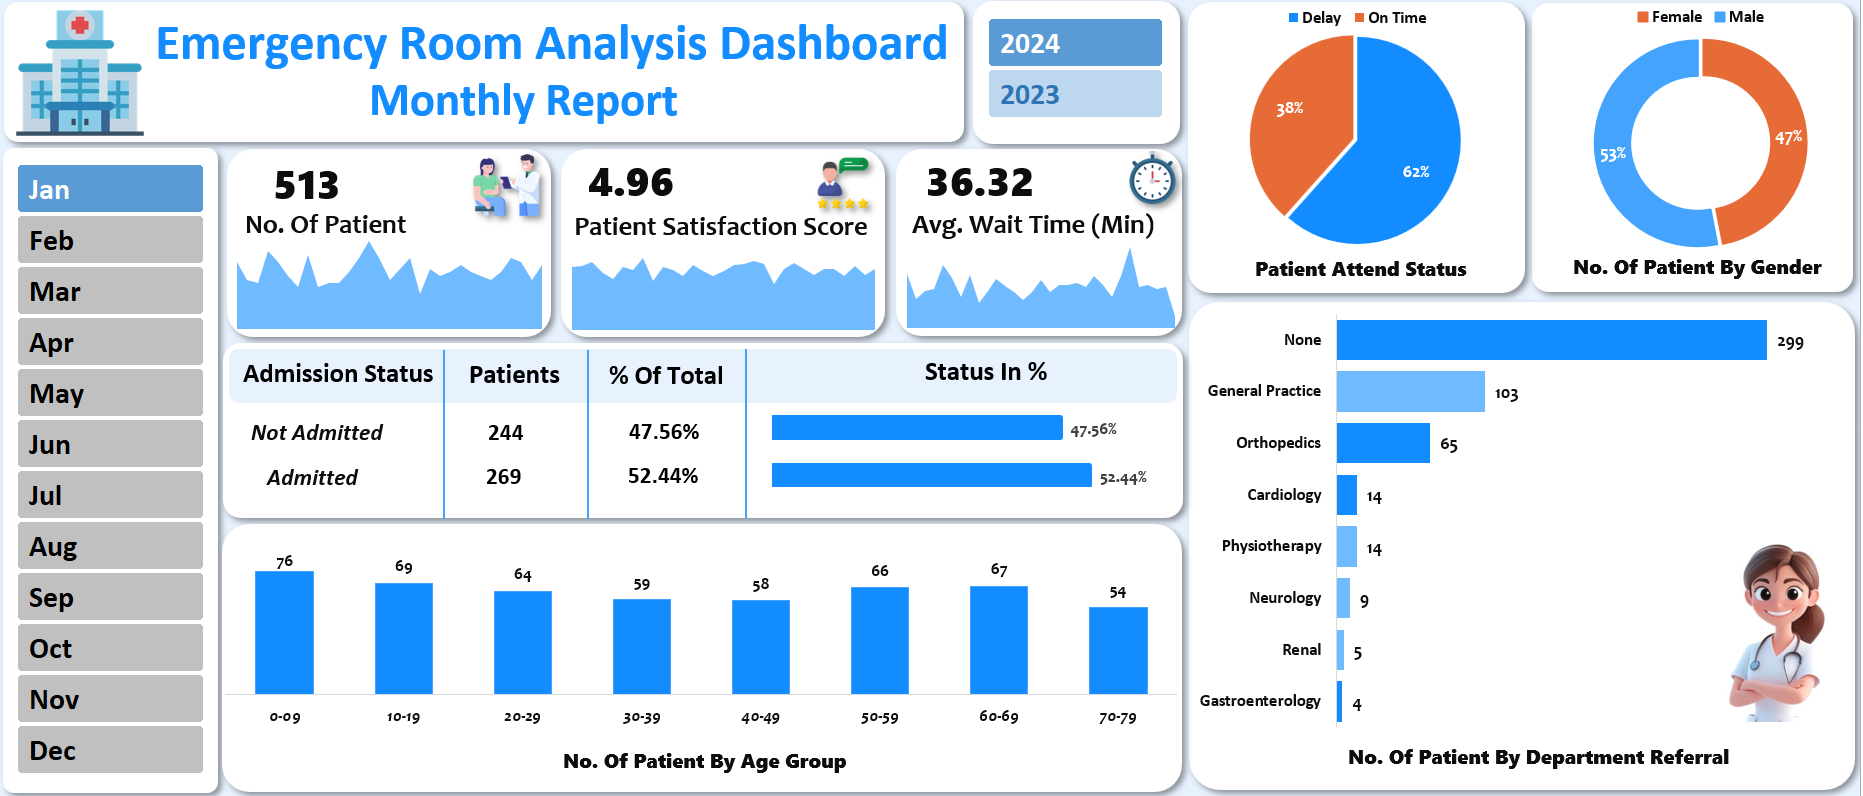 Emergency Room Analysis Dashboard
Monthly Report
2024
2023
Jan
Feb
Mar
Apr
May
Jun
Jul
Aug
Sep
Oct
Nov
Dec
513
No. Of Patient
4.96
Patient Satisfaction Score
36.32
Avg. Wait Time (Min)
Delay On Time
38%
62%
Patient Attend Status
Female Male
53%
47%
No. Of Patient By Gender
Admission Status Patients % Of Total Status In %
Not Admitted 244 47.56% 47.56%
Admitted 269 52.44% 52.44%
76 69 64 59 58 66 67 54
0-09 10-19 20-29 30-39 40-49 50-59 60-69 70-79
No. Of Patient By Age Group
None 299
General Practice 103
Orthopedics 65
Cardiology 14
Physiotherapy 14
Neurology 9
Renal 5
Gastroenterology 4
No. Of Patient By Department Referral